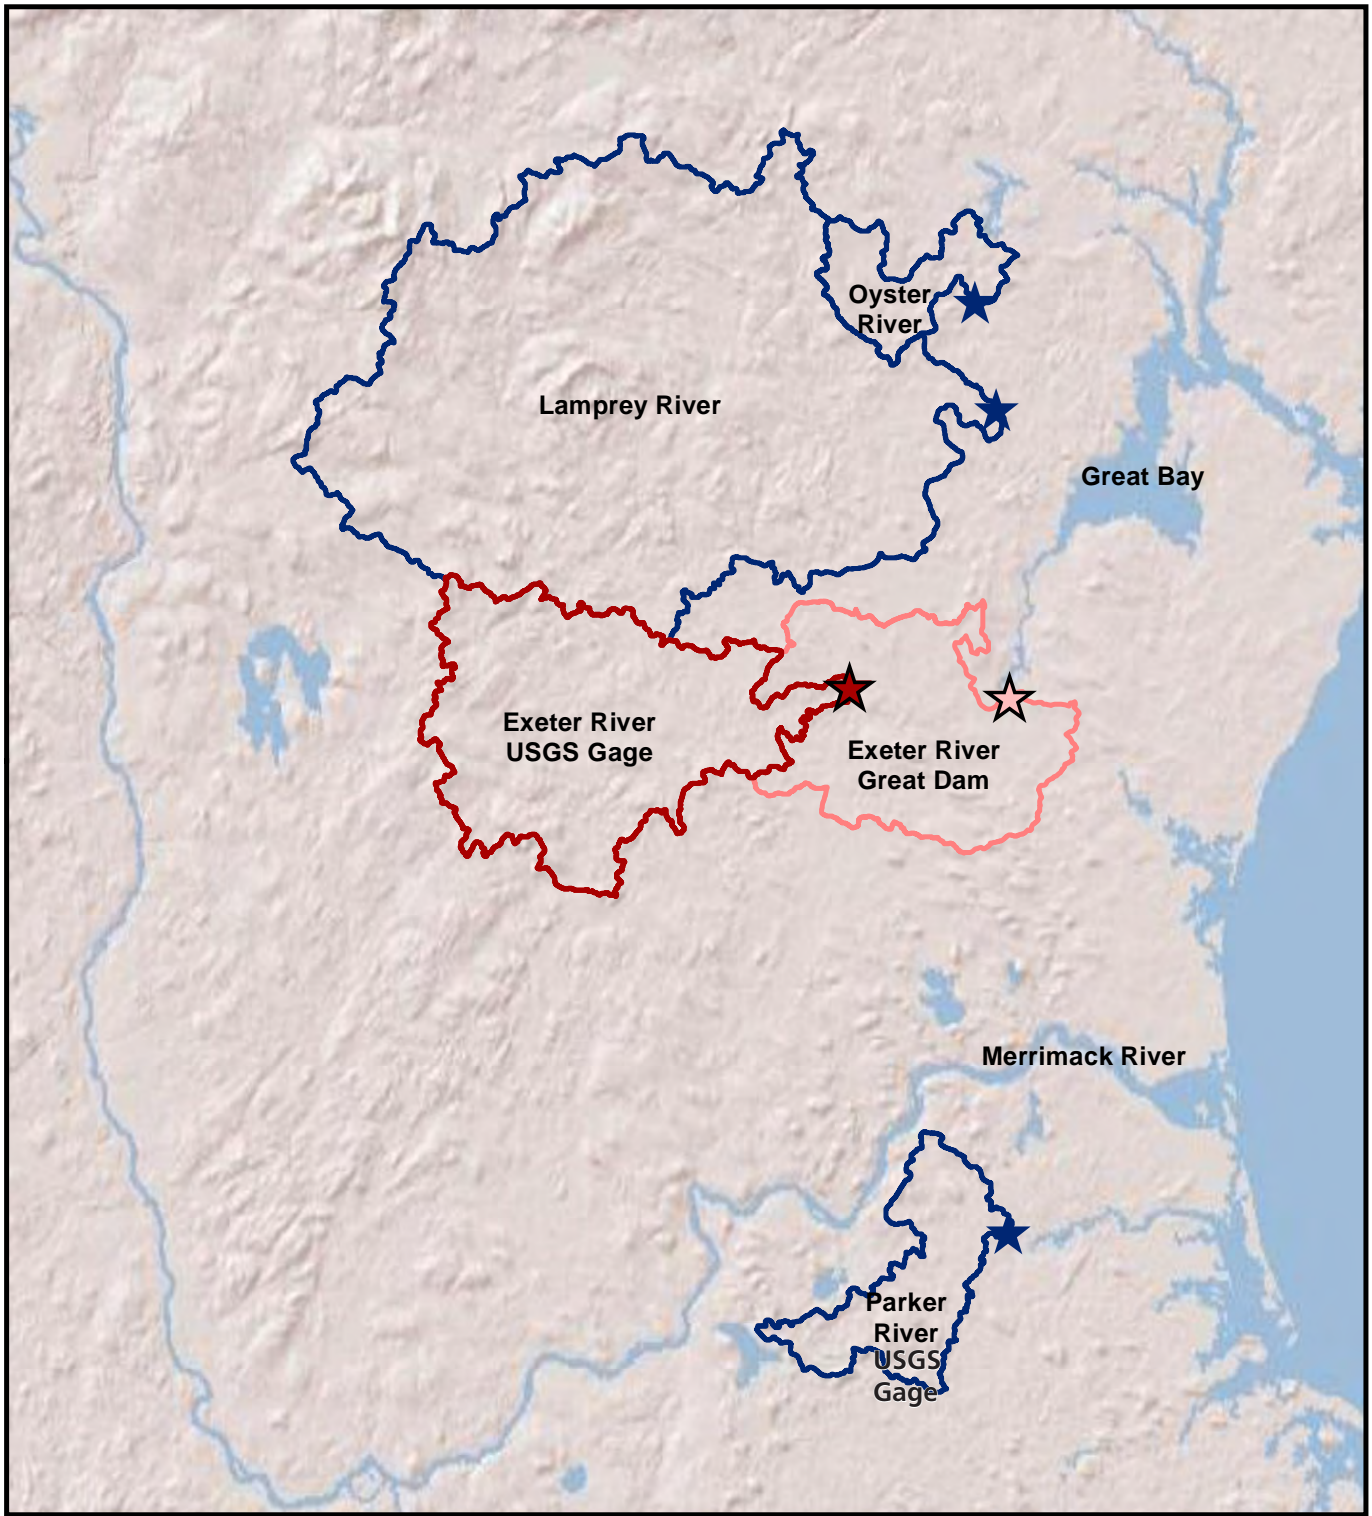 Oyster
River
Lamprey River
Great Bay
Exeter River
USGS Gage
Exeter River
Great Dam
Merrimack River
Parker
River
USGS
Gage